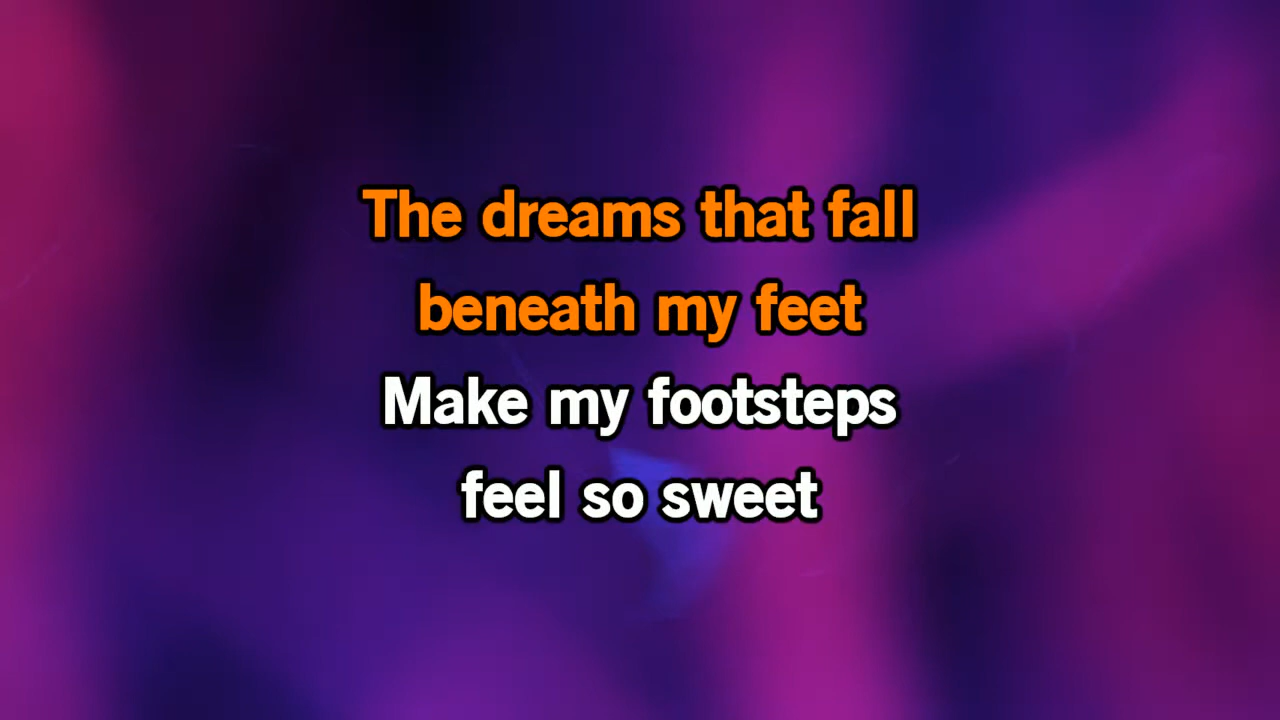 The dreams that fall
beneath my feet
Make my footsteps
feel so sweet